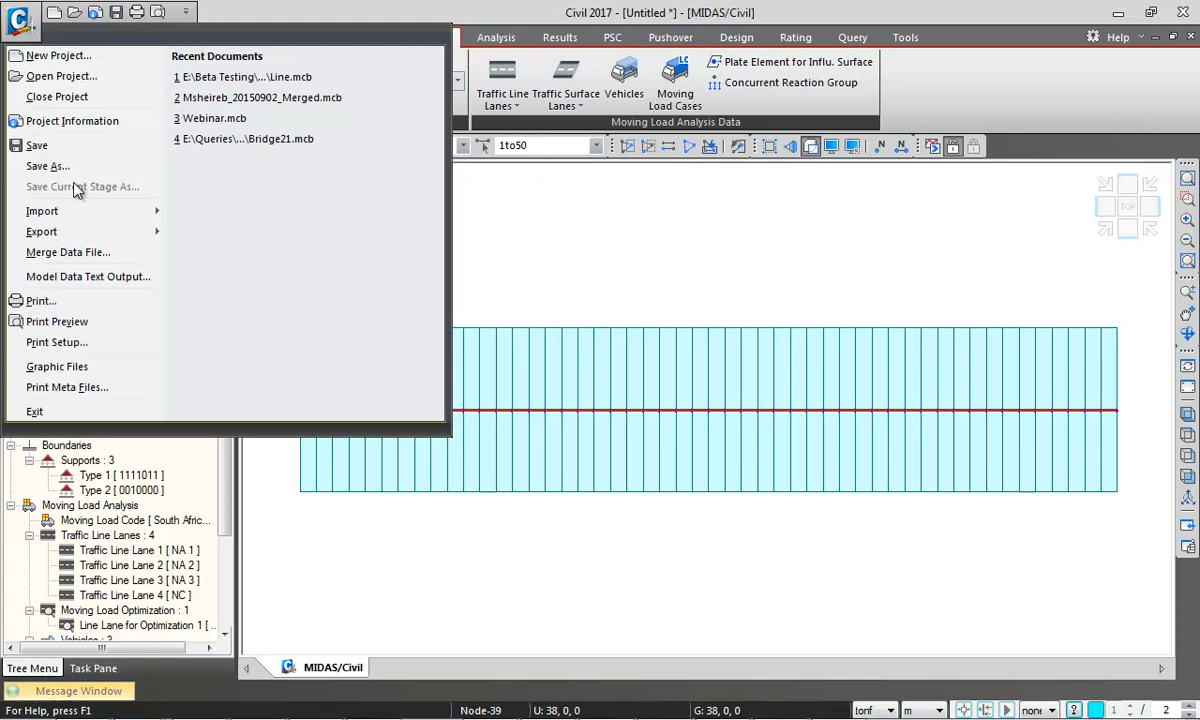 Civil 2017 - [Untitled *] - [MIDAS/Civil]
Analysis Results PSC Pushover Design Rating Query Tools Help
New Project...
Open Project...
Close Project
Project Information
Save
Save As...
Save Current Stage As...
Import
Export
Merge Data File...
Model Data Text Output...
Print...
Print Preview
Print Setup...
Graphic Files
Print Meta Files...
Exit
Recent Documents
1 E:\Beta Testing\...\Line.mcb
2 Msheireb_20150902_Merged.mcb
3 Webinar.mcb
4 E:\Queries\...\Bridge21.mcb
Traffic Line Lanes
Traffic Surface Lanes
Vehicles
Moving Load Cases
LC
Plate Element for Influ. Surface
Concurrent Reaction Group
Moving Load Analysis Data
1to50
N N
TOP
Boundaries
Supports : 3
Type 1 [ 1111011 ]
Type 2 [ 0010000 ]
Moving Load Analysis
Moving Load Code [ South Afric...
Traffic Line Lanes : 4
Traffic Line Lane 1 [ NA 1 ]
Traffic Line Lane 2 [ NA 2 ]
Traffic Line Lane 3 [ NA 3 ]
Traffic Line Lane 4 [ NC ]
Moving Load Optimization : 1
Line Lane for Optimization 1 [ ..
Vehicles : 3
Tree Menu Task Pane
MIDAS/Civil
Message Window
For Help, press F1
Node-39
U: 38, 0, 0
G: 38, 0, 0
tonf
m
none
?
1 / 2